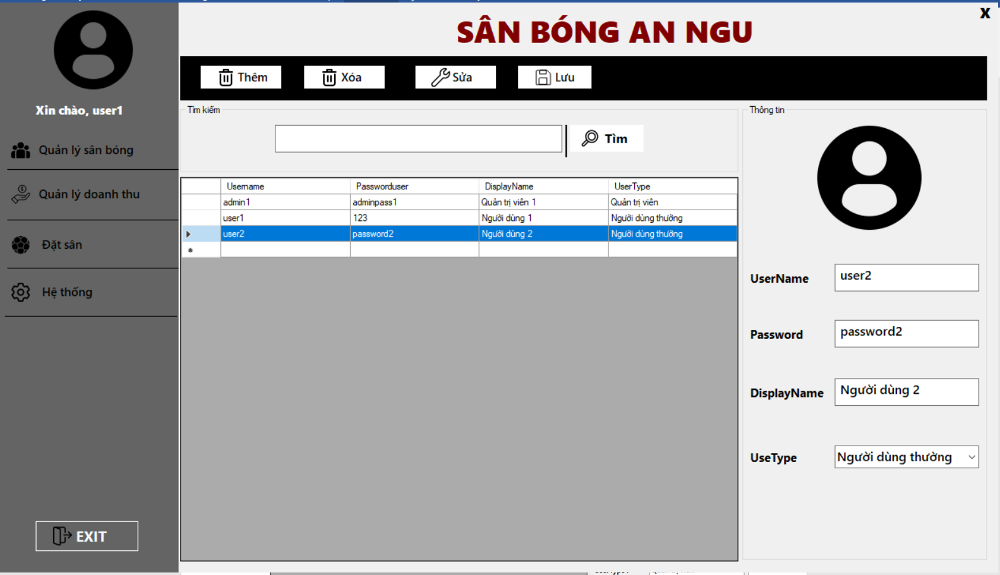 X
SÂN BÓNG AN NGU
Thêm
Xóa
Sửa
Lưu
Xin chào, user1
Quản lý sân bóng
Quản lý doanh thu
Đặt sân
Hệ thống
EXIT
Tìm kiếm
Tìm
Username Passworduser DisplayName UserType
admin1 adminpass1 Quản trị viên 1 Quản trị viên
user1 123 Người dùng 1 Người dùng thường
user2 password2 Người dùng 2 Người dùng thường
Thông tin
UserName user2
Password password2
DisplayName Người dùng 2
UseType Người dùng thường